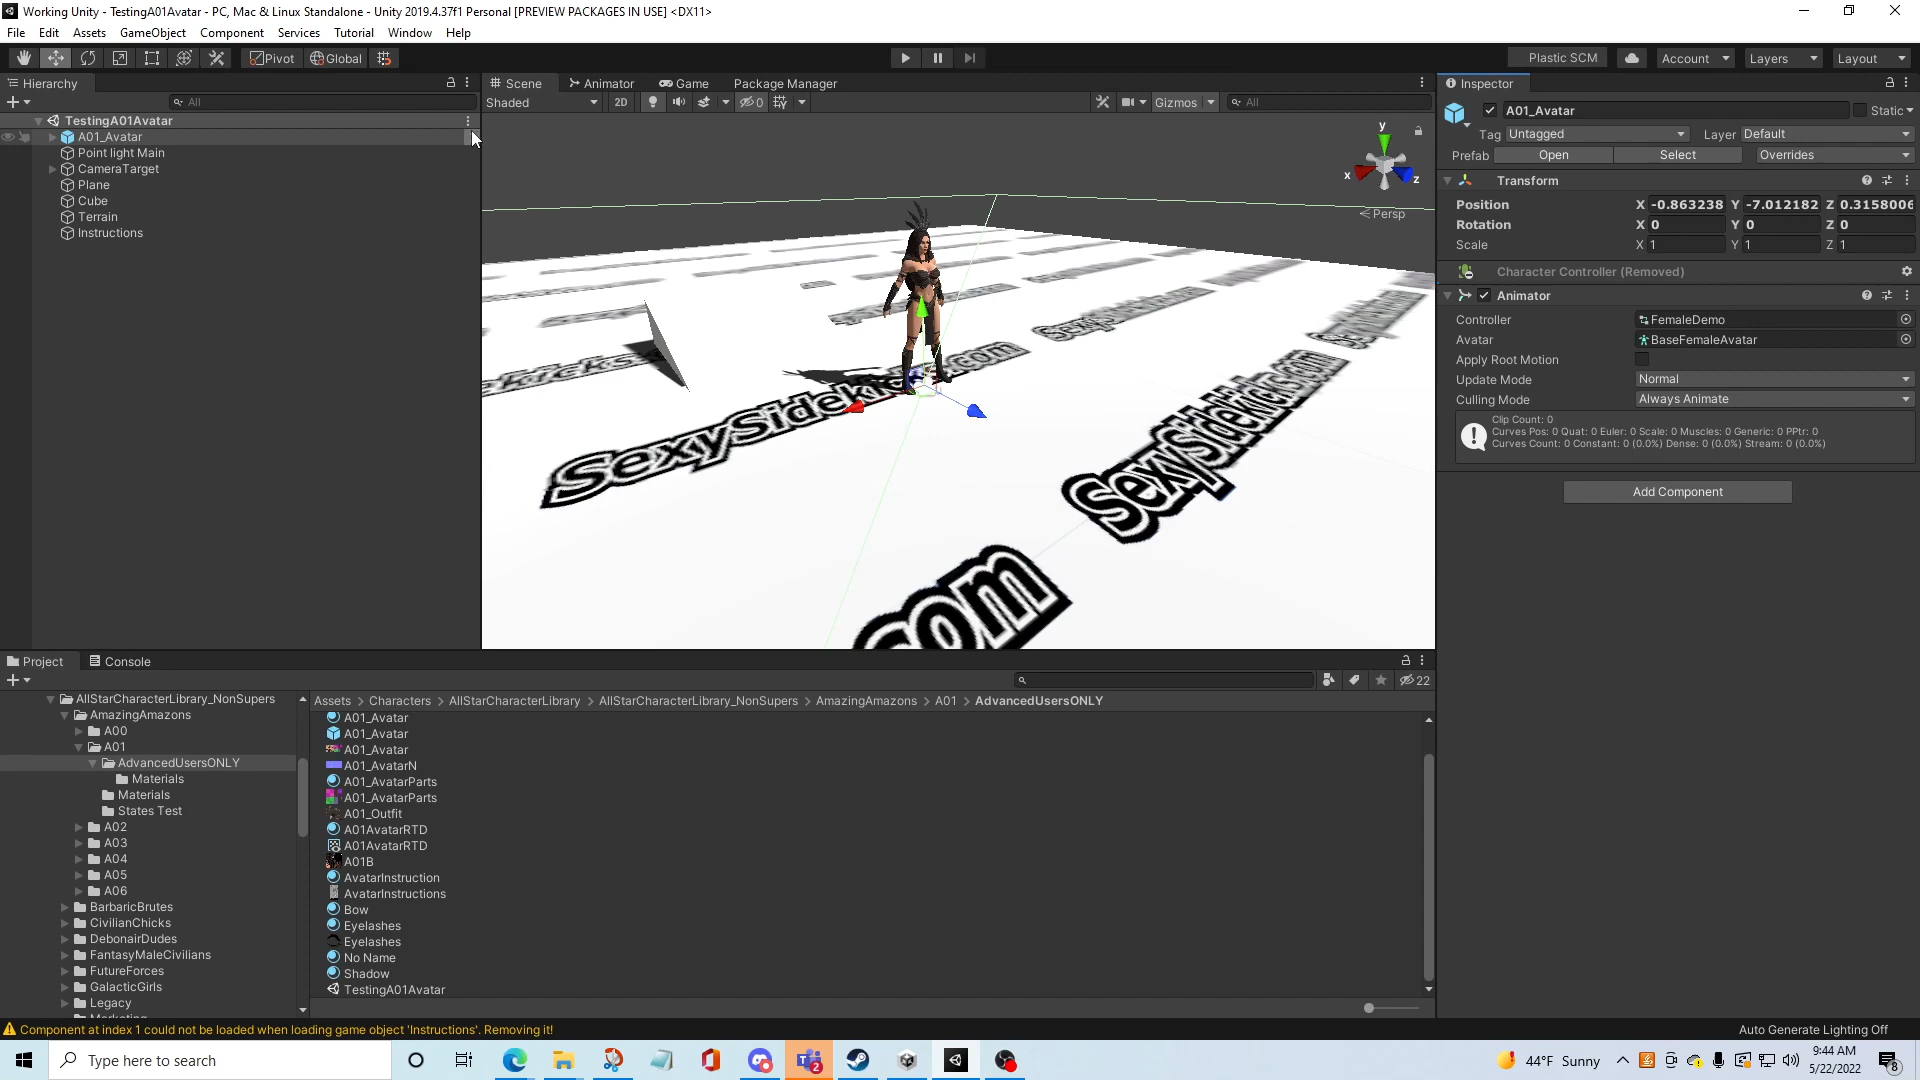 Working Unity - TestingA01Avatar - PC, Mac & Linux Standalone - Unity 2019.4.37f1 Personal [PREVIEW PACKAGES IN USE] <DX11>
File Edit Assets GameObject Component Services Tutorial Window Help
Pivot Global Plastic SCM Account Layers Layout
Hierarchy
All
TestingA01Avatar
A01_Avatar
Point light Main
CameraTarget
Plane
Cube
Terrain
Instructions
Scene Animator Game Package Manager
Shaded 2D 0 Gizmos All
y
x
z
Persp
SexySidekicks.com
SexySidekicks.com
com
Inspector
A01_Avatar Static
Tag Untagged Layer Default
Prefab Open Select Overrides
Transform
Position X -0.863238 Y -7.012182 Z 0.3158006
Rotation X 0 Y 0 Z 0
Scale X 1 Y 1 Z 1
Character Controller (Removed)
Animator
Controller FemaleDemo
Avatar BaseFemaleAvatar
Apply Root Motion
Update Mode Normal
Culling Mode Always Animate
Clip Count: 0
Curves Pos: 0 Quat: 0 Euler: 0 Scale: 0 Muscles: 0 Generic: 0 PPtr: 0
Curves Count: 0 Constant: 0 (0.0%) Dense: 0 (0.0%) Stream: 0 (0.0%)
Add Component
Project Console
22
AllStarCharacterLibrary_NonSupers
AmazingAmazons
A00
A01
AdvancedUsersONLY
Materials
Materials
States Test
A02
A03
A04
A05
A06
BarbaricBrutes
CivilianChicks
DebonairDudes
FantasyMaleCivilians
FutureForces
GalacticGirls
Legacy
Assets > Characters > AllStarCharacterLibrary > AllStarCharacterLibrary_NonSupers > AmazingAmazons > A01 > AdvancedUsersONLY
A01_Avatar
A01_Avatar
A01_Avatar
A01_AvatarN
A01_AvatarParts
A01_AvatarParts
A01_Outfit
A01AvatarRTD
A01AvatarRTD
A01B
AvatarInstruction
AvatarInstructions
Bow
Eyelashes
Eyelashes
No Name
Shadow
TestingA01Avatar
Component at index 1 could not be loaded when loading game object 'Instructions'. Removing it!
Auto Generate Lighting Off
Type here to search
2
44°F Sunny
9:44 AM
5/22/2022
8